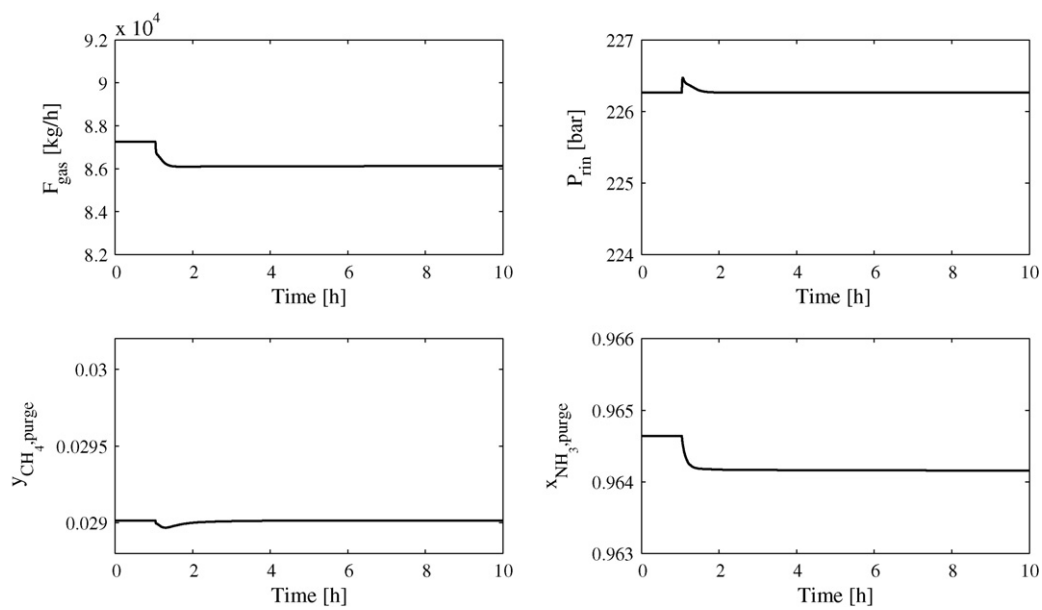 x 10⁴
9.2
9
8.8
8.6
8.4
8.2
F_gas [kg/h]
0 2 4 6 8 10
Time [h]
227
226
225
224
P_rin [bar]
0 2 4 6 8 10
Time [h]
0.03
0.0295
0.029
y_CH₄,purge
0 2 4 6 8 10
Time [h]
0.966
0.965
0.964
0.963
x_NH₃,purge
0 2 4 6 8 10
Time [h]